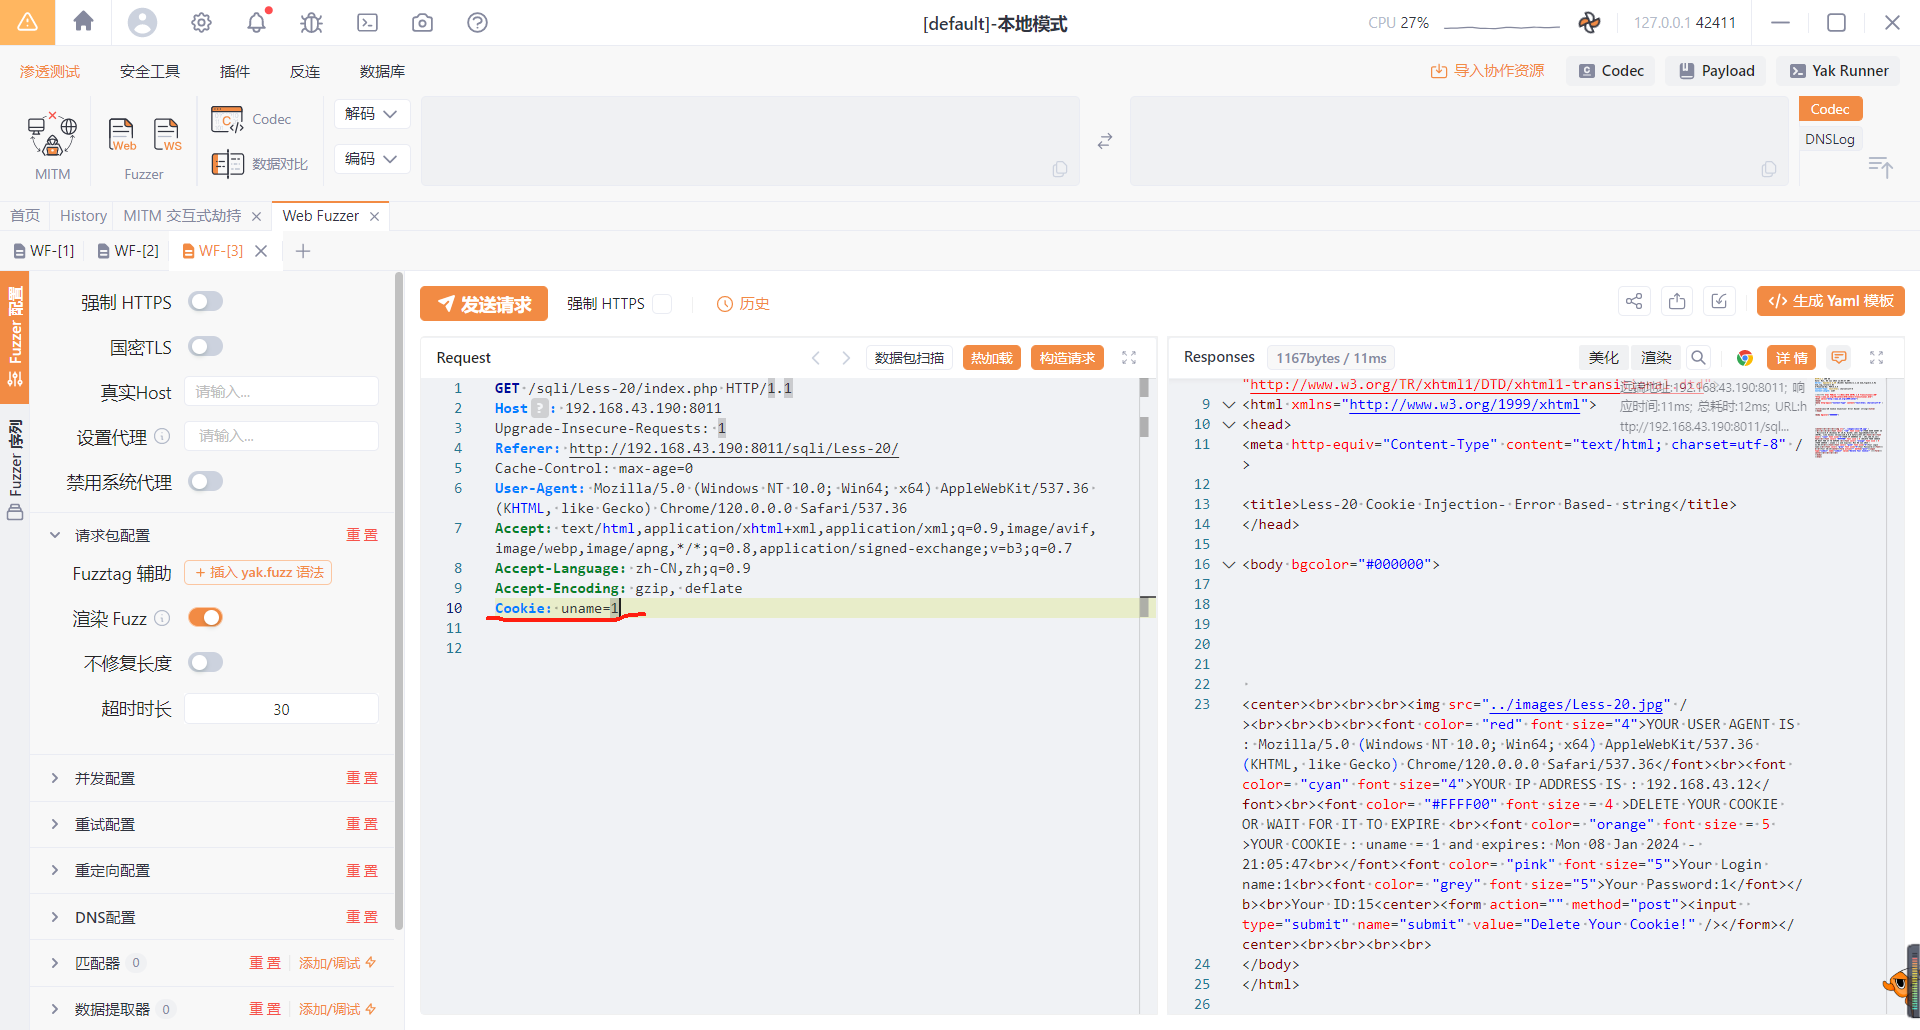 [default]-本地模式
CPU 27%
127.0.0.1 42411
渗透测试 安全工具 插件 反连 数据库
导入协作资源 Codec Payload Yak Runner
MITM
Web WS
Fuzzer
Codec
数据对比
解码
编码
Codec
DNSLog
首页 History MITM 交互式劫持 Web Fuzzer
WF-[1] WF-[2] WF-[3]
Fuzzer 配置
Fuzzer 序列
强制 HTTPS
国密TLS
真实Host 请输入...
设置代理 请输入...
禁用系统代理
请求包配置 重置
Fuzztag 辅助 + 插入 yak.fuzz 语法
渲染 Fuzz
不修复长度
超时时长 30
并发配置 重置
重试配置 重置
重定向配置 重置
DNS配置 重置
匹配器 0 重置 添加/调试
数据提取器 0 重置 添加/调试
发送请求 强制 HTTPS 历史
生成 Yaml 模板
Request 数据包扫描 热加载 构造请求
1 GET /sqli/Less-20/index.php HTTP/1.1
2 Host ? : 192.168.43.190:8011
3 Upgrade-Insecure-Requests: 1
4 Referer: http://192.168.43.190:8011/sqli/Less-20/
5 Cache-Control: max-age=0
6 User-Agent: Mozilla/5.0 (Windows NT 10.0; Win64; x64) AppleWebKit/537.36
(KHTML, like Gecko) Chrome/120.0.0.0 Safari/537.36
7 Accept: text/html,application/xhtml+xml,application/xml;q=0.9,image/avif,
image/webp,image/apng,*/*;q=0.8,application/signed-exchange;v=b3;q=0.7
8 Accept-Language: zh-CN,zh;q=0.9
9 Accept-Encoding: gzip, deflate
10 Cookie: uname=1
11
12
Responses 1167bytes / 11ms 美化 渲染 详情
远端地址:192.168.43.190:8011; 响
应时间:11ms; 总耗时:12ms; URL:h
ttp://192.168.43.190:8011/sql...
"http://www.w3.org/TR/xhtml1/DTD/xhtml1-transi
9 <html xmlns="http://www.w3.org/1999/xhtml">
10 <head>
11 <meta http-equiv="Content-Type" content="text/html; charset=utf-8" /
>
12
13 <title>Less-20 Cookie Injection- Error Based- string</title>
14 </head>
15
16 <body bgcolor="#000000">
17
18
19
20
21
22
23
<center><br><br><br><img src="../images/Less-20.jpg" /
><br><br><b><br><font color= "red" font size="4">YOUR USER AGENT IS
: Mozilla/5.0 (Windows NT 10.0; Win64; x64) AppleWebKit/537.36
(KHTML, like Gecko) Chrome/120.0.0.0 Safari/537.36</font><br><font
color= "cyan" font size="4">YOUR IP ADDRESS IS : 192.168.43.12</
font><br><font color= "#FFFF00" font size = 4 >DELETE YOUR COOKIE
OR WAIT FOR IT TO EXPIRE <br><font color= "orange" font size = 5
>YOUR COOKIE : uname = 1 and expires: Mon 08 Jan 2024 -
21:05:47<br></font><font color= "pink" font size="5">Your Login
name:1<br><font color= "grey" font size="5">Your Password:1</font></
b><br>Your ID:15<center><form action="" method="post"><input
type="submit" name="submit" value="Delete Your Cookie!" /></form></
center><br><br><br><br>
24 </body>
25 </html>
26